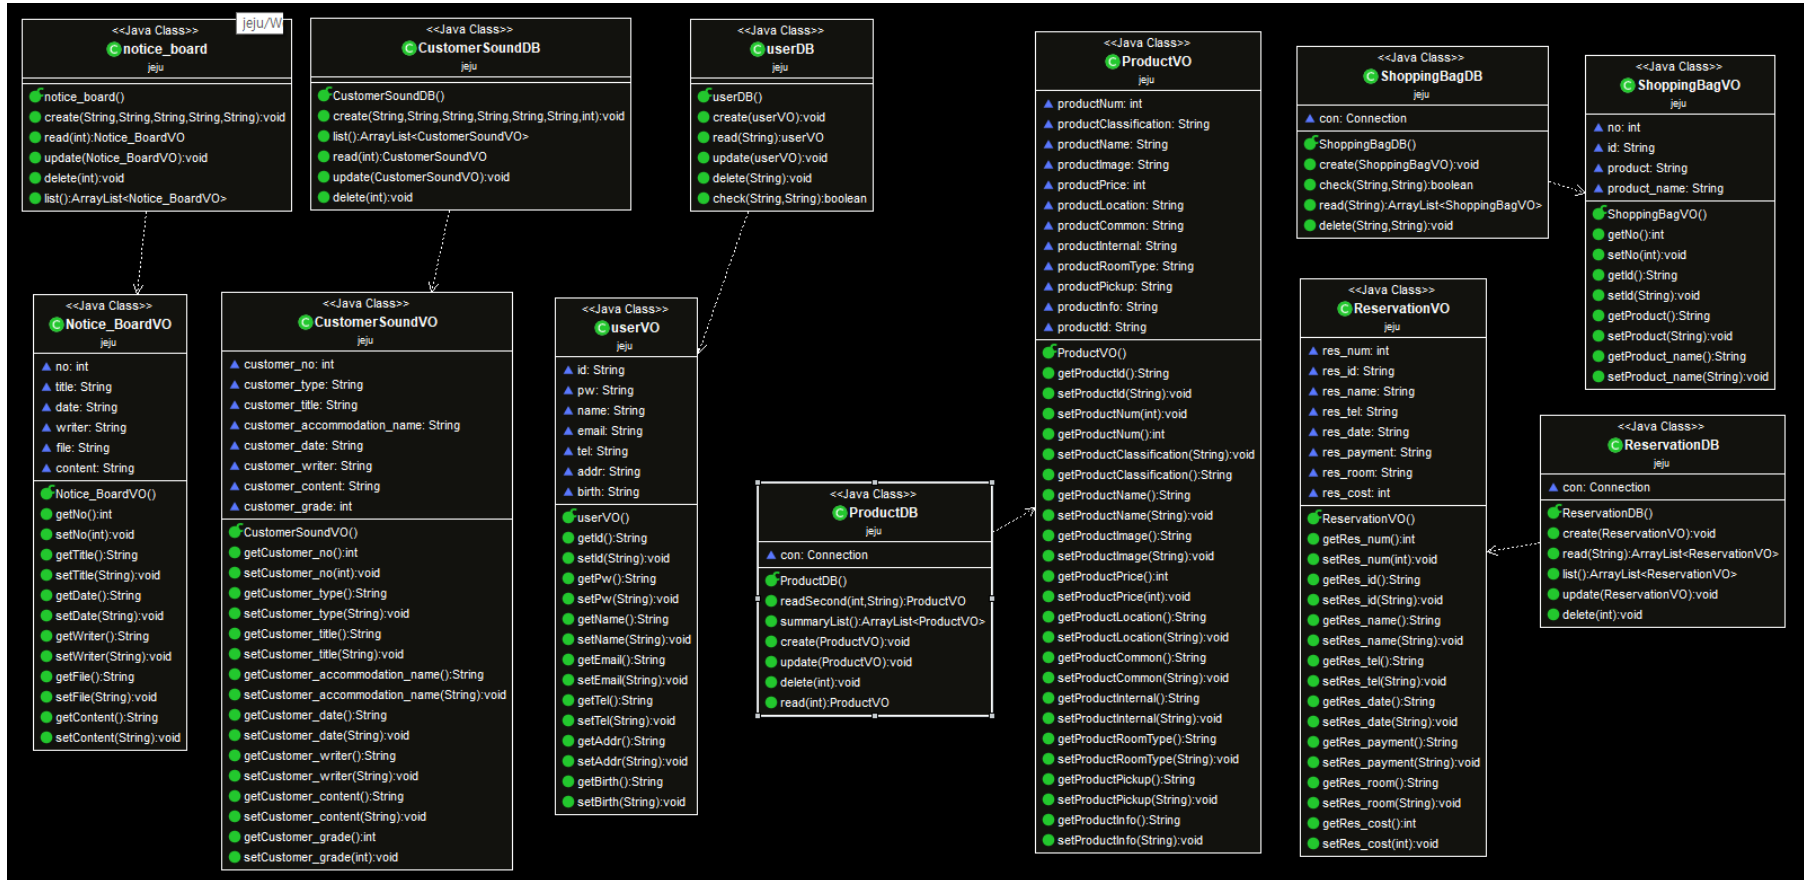 <<Java Class>>
notice_board
jeju
notice_board()
create(String,String,String,String,String):void
read(int):Notice_BoardVO
update(Notice_BoardVO):void
delete(int):void
list():ArrayList<Notice_BoardVO>
jeju/W
<<Java Class>>
CustomerSoundDB
jeju
CustomerSoundDB()
create(String,String,String,String,String,String,int):void
list():ArrayList<CustomerSoundVO>
read(int):CustomerSoundVO
update(CustomerSoundVO):void
delete(int):void
<<Java Class>>
userDB
jeju
userDB()
create(userVO):void
read(String):userVO
update(userVO):void
delete(String):void
check(String,String):boolean
<<Java Class>>
ProductVO
jeju
productNum: int
productClassification: String
productName: String
productImage: String
productPrice: int
productLocation: String
productCommon: String
productInternal: String
productRoomType: String
productPickup: String
productInfo: String
productId: String
ProductVO()
getProductId():String
setProductId(String):void
setProductNum(int):void
getProductNum():int
setProductClassification(String):void
getProductClassification():String
getProductName():String
setProductName(String):void
getProductImage():String
setProductImage(String):void
getProductPrice():int
setProductPrice(int):void
getProductLocation():String
setProductLocation(String):void
getProductCommon():String
setProductCommon(String):void
getProductInternal():String
setProductInternal(String):void
getProductRoomType():String
setProductRoomType(String):void
getProductPickup():String
setProductPickup(String):void
getProductInfo():String
setProductInfo(String):void
<<Java Class>>
ShoppingBagDB
jeju
con: Connection
ShoppingBagDB()
create(ShoppingBagVO):void
check(String,String):boolean
read(String):ArrayList<ShoppingBagVO>
delete(String,String):void
<<Java Class>>
ShoppingBagVO
jeju
no: int
id: String
product: String
product_name: String
ShoppingBagVO()
getNo():int
setNo(int):void
getId():String
setId(String):void
getProduct():String
setProduct(String):void
getProduct_name():String
setProduct_name(String):void
<<Java Class>>
Notice_BoardVO
jeju
no: int
title: String
date: String
writer: String
file: String
content: String
Notice_BoardVO()
getNo():int
setNo(int):void
getTitle():String
setTitle(String):void
getDate():String
setDate(String):void
getWriter():String
setWriter(String):void
getFile():String
setFile(String):void
getContent():String
setContent(String):void
<<Java Class>>
CustomerSoundVO
jeju
customer_no: int
customer_type: String
customer_title: String
customer_accommodation_name: String
customer_date: String
customer_writer: String
customer_content: String
customer_grade: int
CustomerSoundVO()
getCustomer_no():int
setCustomer_no(int):void
getCustomer_type():String
setCustomer_type(String):void
getCustomer_title():String
setCustomer_title(String):void
getCustomer_accommodation_name():String
setCustomer_accommodation_name(String):void
getCustomer_date():String
setCustomer_date(String):void
getCustomer_writer():String
setCustomer_writer(String):void
getCustomer_content():String
setCustomer_content(String):void
getCustomer_grade():int
setCustomer_grade(int):void
<<Java Class>>
userVO
jeju
id: String
pw: String
name: String
email: String
tel: String
addr: String
birth: String
userVO()
getId():String
setId(String):void
getPw():String
setPw(String):void
getName():String
setName(String):void
getEmail():String
setEmail(String):void
getTel():String
setTel(String):void
getAddr():String
setAddr(String):void
getBirth():String
setBirth(String):void
<<Java Class>>
ProductDB
jeju
con: Connection
ProductDB()
readSecond(int,String):ProductVO
summaryList():ArrayList<ProductVO>
create(ProductVO):void
update(ProductVO):void
delete(int):void
read(int):ProductVO
<<Java Class>>
ReservationVO
jeju
res_num: int
res_id: String
res_name: String
res_tel: String
res_date: String
res_payment: String
res_room: String
res_cost: int
ReservationVO()
getRes_num():int
setRes_num(int):void
getRes_id():String
setRes_id(String):void
getRes_name():String
setRes_name(String):void
getRes_tel():String
setRes_tel(String):void
getRes_date():String
setRes_date(String):void
getRes_payment():String
setRes_payment(String):void
getRes_room():String
setRes_room(String):void
getRes_cost():int
setRes_cost(int):void
<<Java Class>>
ReservationDB
jeju
con: Connection
ReservationDB()
create(ReservationVO):void
read(String):ArrayList<ReservationVO>
list():ArrayList<ReservationVO>
update(ReservationVO):void
delete(int):void